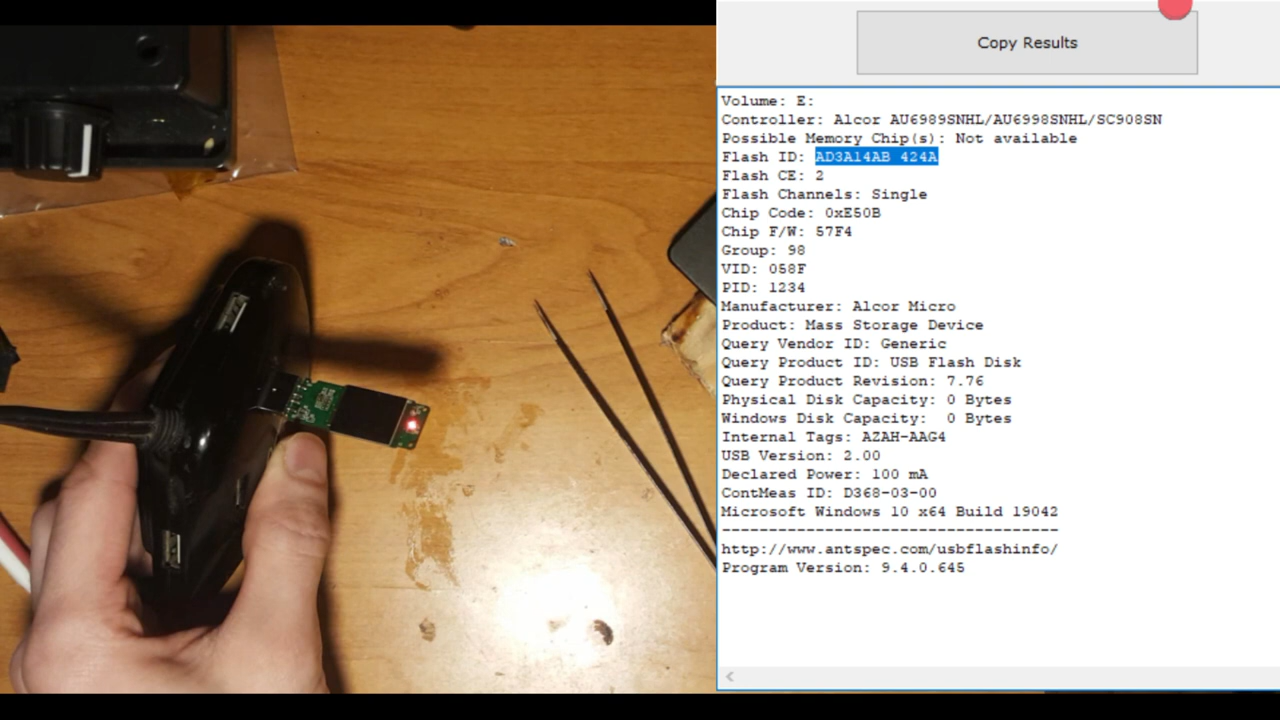 Copy Results
Volume: E:
Controller: Alcor AU6989SNHL/AU6998SNHL/SC908SN
Possible Memory Chip(s): Not available
Flash ID: AD3A14AB 424A
Flash CE: 2
Flash Channels: Single
Chip Code: 0xE50B
Chip F/W: 57F4
Group: 98
VID: 058F
PID: 1234
Manufacturer: Alcor Micro
Product: Mass Storage Device
Query Vendor ID: Generic
Query Product ID: USB Flash Disk
Query Product Revision: 7.76
Physical Disk Capacity: 0 Bytes
Windows Disk Capacity:  0 Bytes
Internal Tags: AZAH-AAG4
USB Version: 2.00
Declared Power: 100 mA
ContMeas ID: D368-03-00
Microsoft Windows 10 x64 Build 19042
------------------------------------
http://www.antspec.com/usbflashinfo/
Program Version: 9.4.0.645